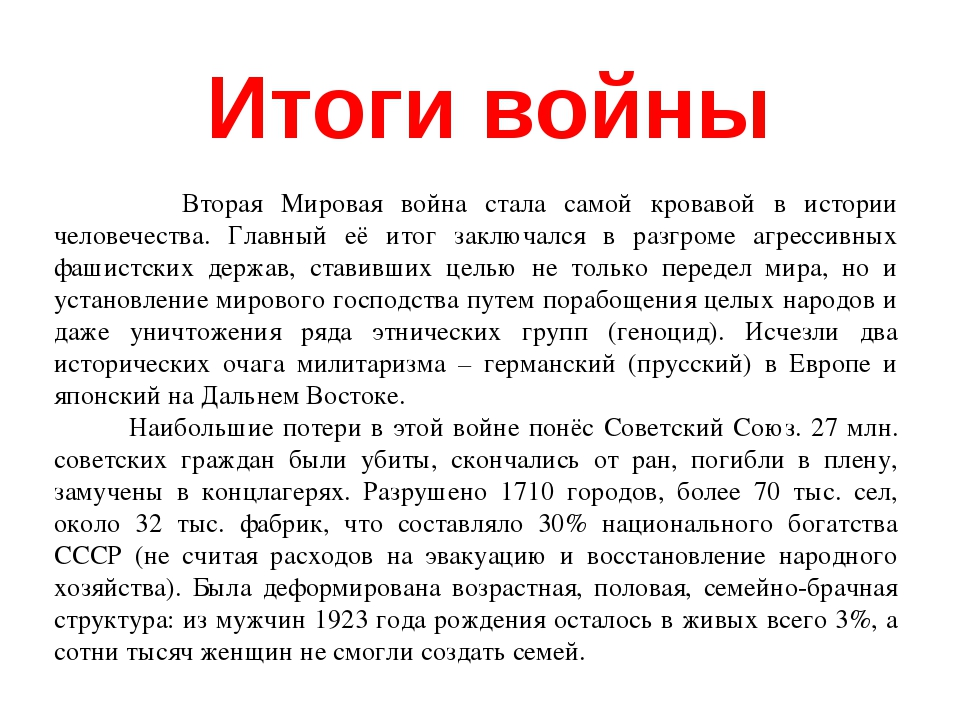 Итоги войны
Вторая Мировая война стала самой кровавой в истории
человечества. Главный её итог заключался в разгроме агрессивных
фашистских держав, ставивших целью не только передел мира, но и
установление мирового господства путем порабощения целых народов и
даже уничтожения ряда этнических групп (геноцид). Исчезли два
исторических очага милитаризма – германский (прусский) в Европе и
японский на Дальнем Востоке.
Наибольшие потери в этой войне понёс Советский Союз. 27 млн.
советских граждан были убиты, скончались от ран, погибли в плену,
замучены в концлагерях. Разрушено 1710 городов, более 70 тыс. сел,
около 32 тыс. фабрик, что составляло 30% национального богатства
СССР (не считая расходов на эвакуацию и восстановление народного
хозяйства). Была деформирована возрастная, половая, семейно-брачная
структура: из мужчин 1923 года рождения осталось в живых всего 3%, а
сотни тысяч женщин не смогли создать семей.